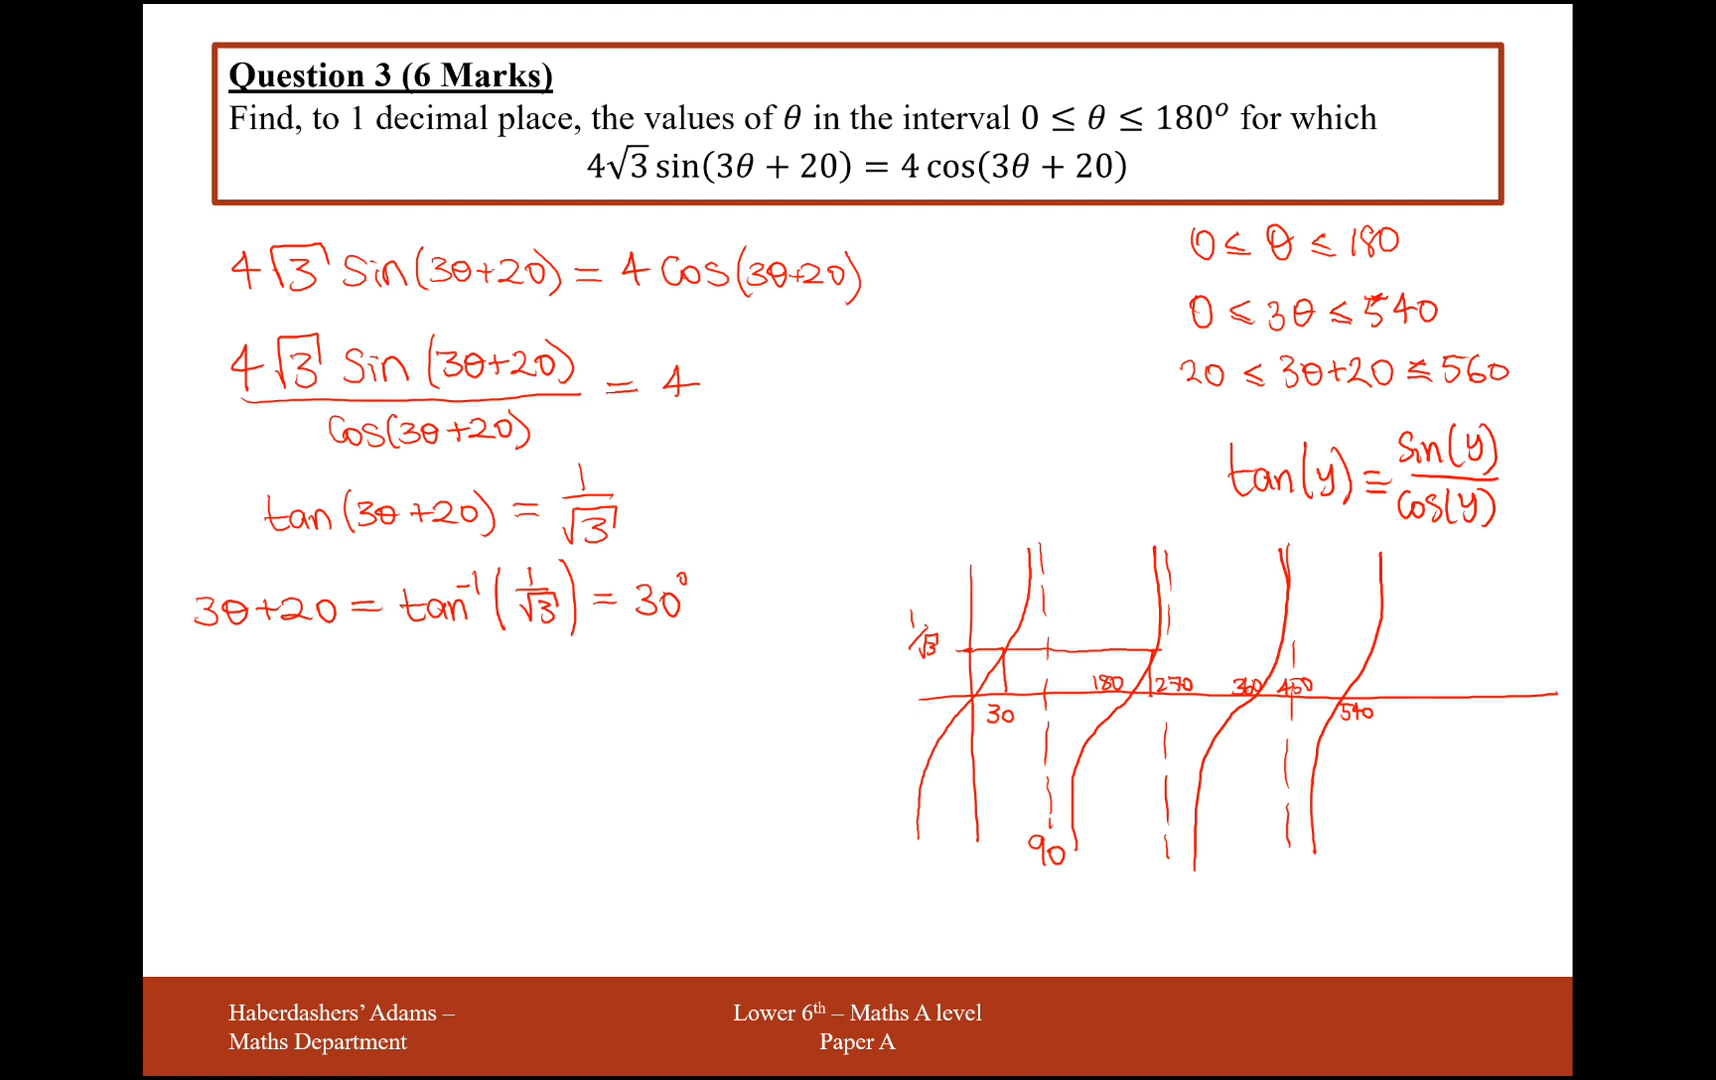 Question 3 (6 Marks)
Find, to 1 decimal place, the values of θ in the interval 0 ≤ θ ≤ 180° for which
4√3 sin(3θ + 20) = 4 cos(3θ + 20)
4√3 Sin(3θ+20) = 4 Cos(3θ+20)
4√3 Sin (3θ+20)
= 4
Cos(3θ+20)
tan (3θ+20) = 1/√3
3θ+20 = tan⁻¹(1/√3) = 30°
0 ≤ θ ≤ 180
0 ≤ 3θ ≤ 540
20 ≤ 3θ+20 ≤ 560
tan(y) ≡ Sin(y)/Cos(y)
1/√3
180 270 360 450
30 540
90
Haberdashers’ Adams –
Maths Department
Lower 6th – Maths A level
Paper A